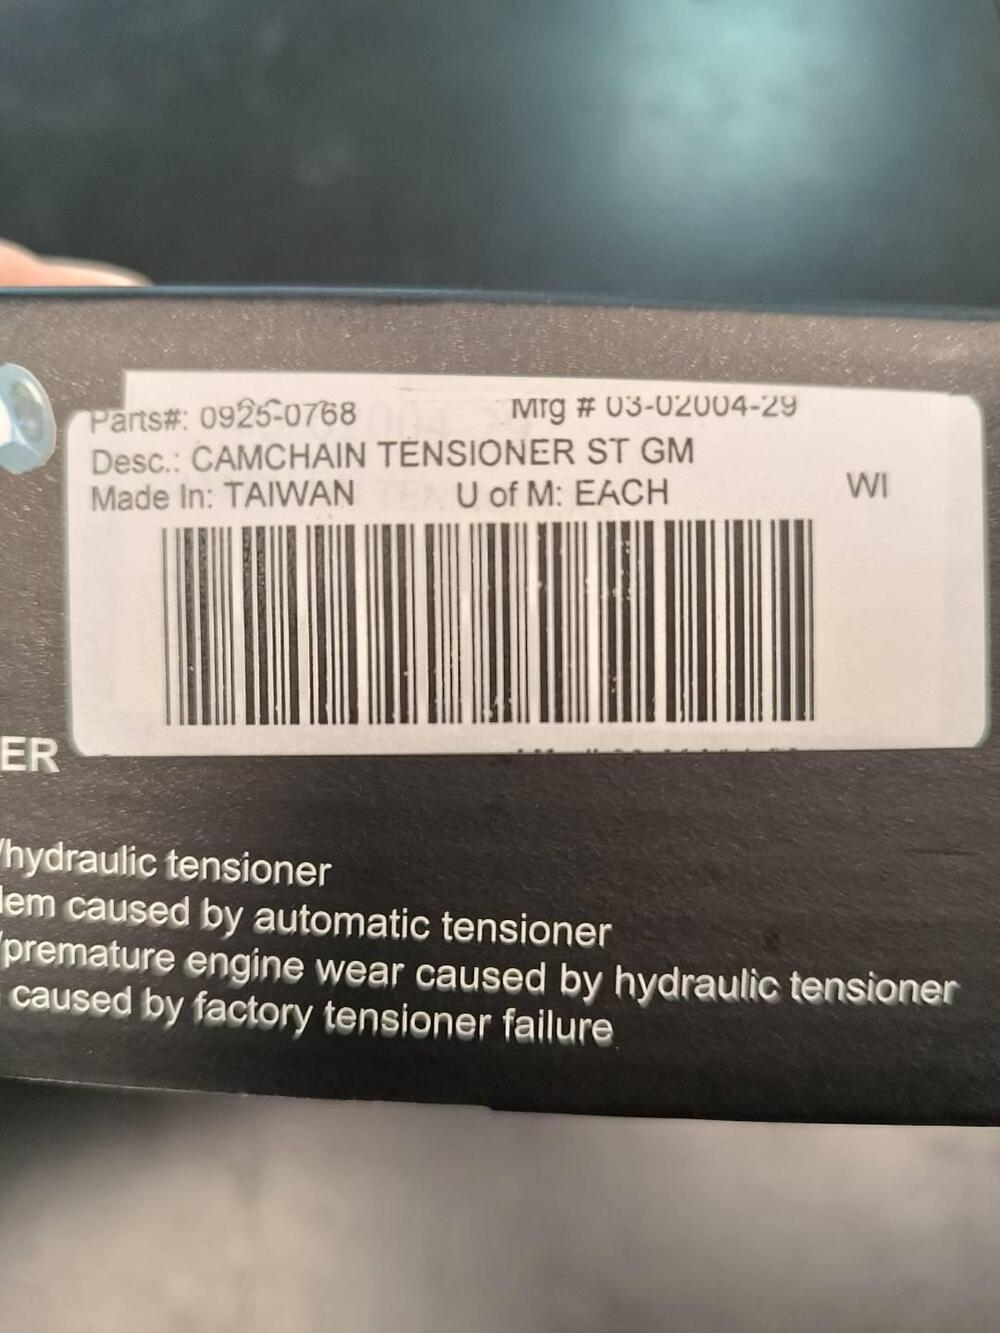 Parts#: 0925-0768 Mfg # 03-02004-29
Desc.: CAMCHAIN TENSIONER ST GM
Made In: TAIWAN U of M: EACH WI
ER
/hydraulic tensioner
lem caused by automatic tensioner
/premature engine wear caused by hydraulic tensioner
caused by factory tensioner failure